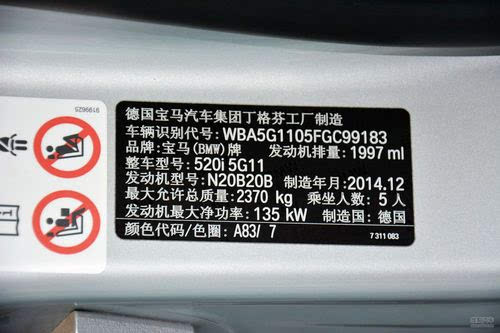 9199625
德国宝马汽车集团丁格芬工厂制造
车辆识别代号: WBA5G1105FGC99183
品牌: 宝马(BMW)牌 发动机排量: 1997 ml
整车型号: 520i 5G11
发动机型号: N20B20B 制造年月: 2014.12
最大允许总质量: 2370 kg 乘坐人数: 5 人
发动机最大净功率: 135 kW 制造国: 德国
颜色代码/色圈: A83/ 7
7 311 083